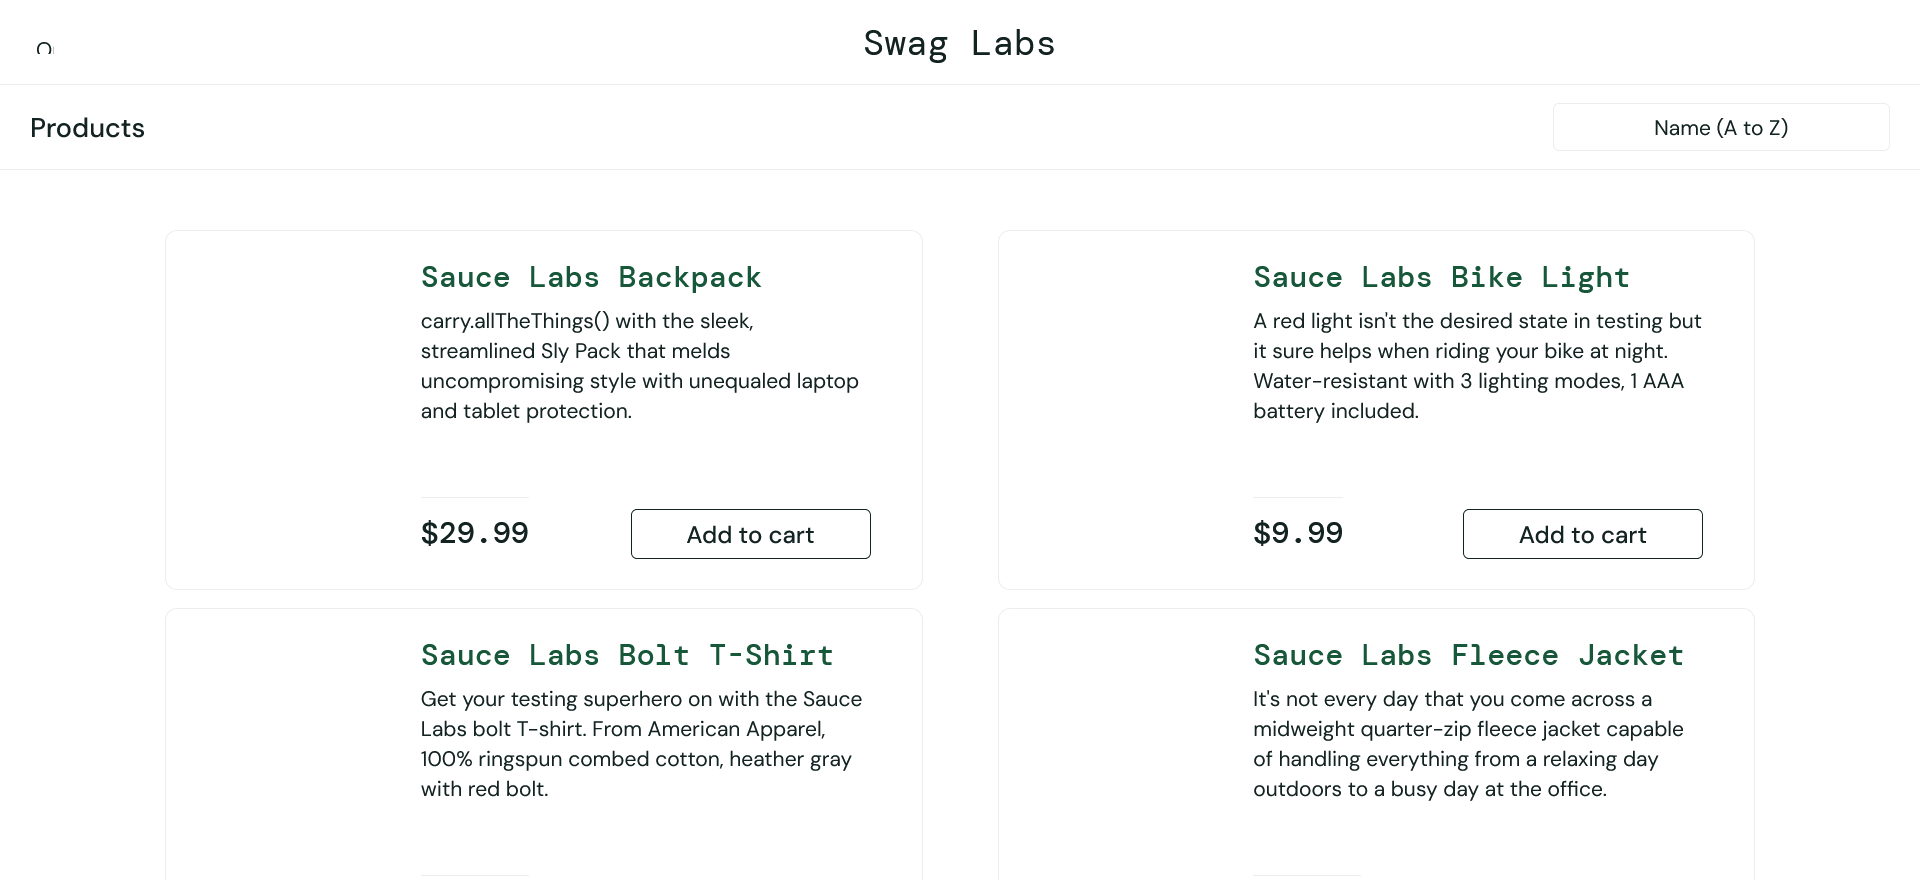 Swag Labs
Products
Name (A to Z)
Sauce Labs Backpack
carry.allTheThings() with the sleek,
streamlined Sly Pack that melds
uncompromising style with unequaled laptop
and tablet protection.
$29.99
Add to cart
Sauce Labs Bike Light
A red light isn't the desired state in testing but
it sure helps when riding your bike at night.
Water-resistant with 3 lighting modes, 1 AAA
battery included.
$9.99
Add to cart
Sauce Labs Bolt T-Shirt
Get your testing superhero on with the Sauce
Labs bolt T-shirt. From American Apparel,
100% ringspun combed cotton, heather gray
with red bolt.
Sauce Labs Fleece Jacket
It's not every day that you come across a
midweight quarter-zip fleece jacket capable
of handling everything from a relaxing day
outdoors to a busy day at the office.